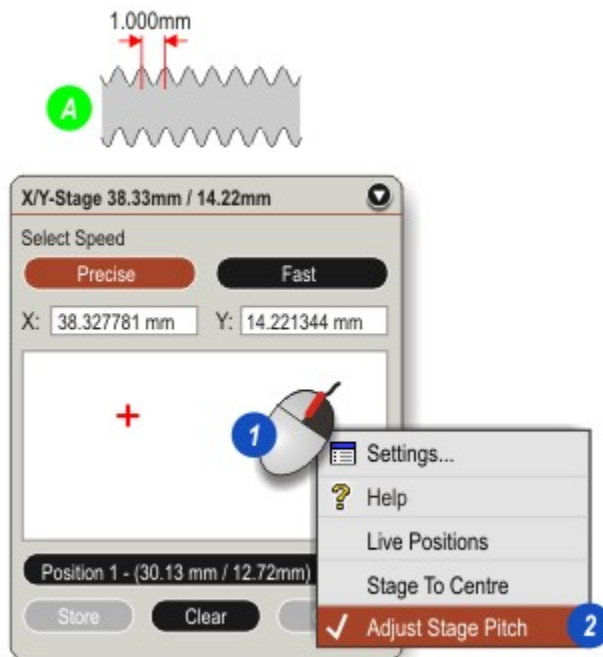 1.000mm
A
X/Y-Stage 38.33mm / 14.22mm
Select Speed
Precise Fast
X: 38.327781 mm Y: 14.221344 mm
1
Settings...
Help
Live Positions
Position 1 - (30.13 mm / 12.72mm)
Stage To Centre
Store Clear
Adjust Stage Pitch 2